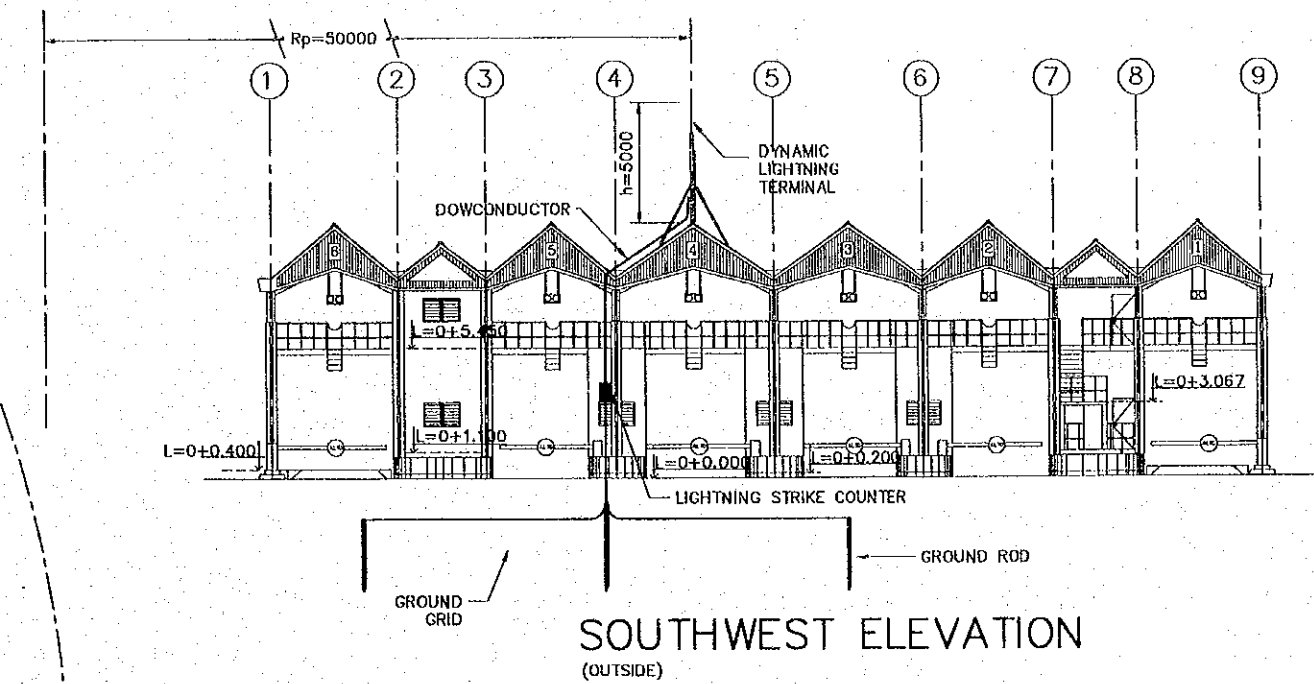 Rp=50000
1 2 3 4 5 6 7 8 9
h=5000
DYNAMIC
LIGHTNING
TERMINAL
DOWCONDUCTOR
6 5 4 3 2 1
L=0+5.450
L=0+3.067
L=0+0.400
L=0+1.100
L=0+0.000
L=0+0.200
LIGHTNING STRIKE COUNTER
GROUND ROD
GROUND
GRID
SOUTHWEST ELEVATION
(OUTSIDE)